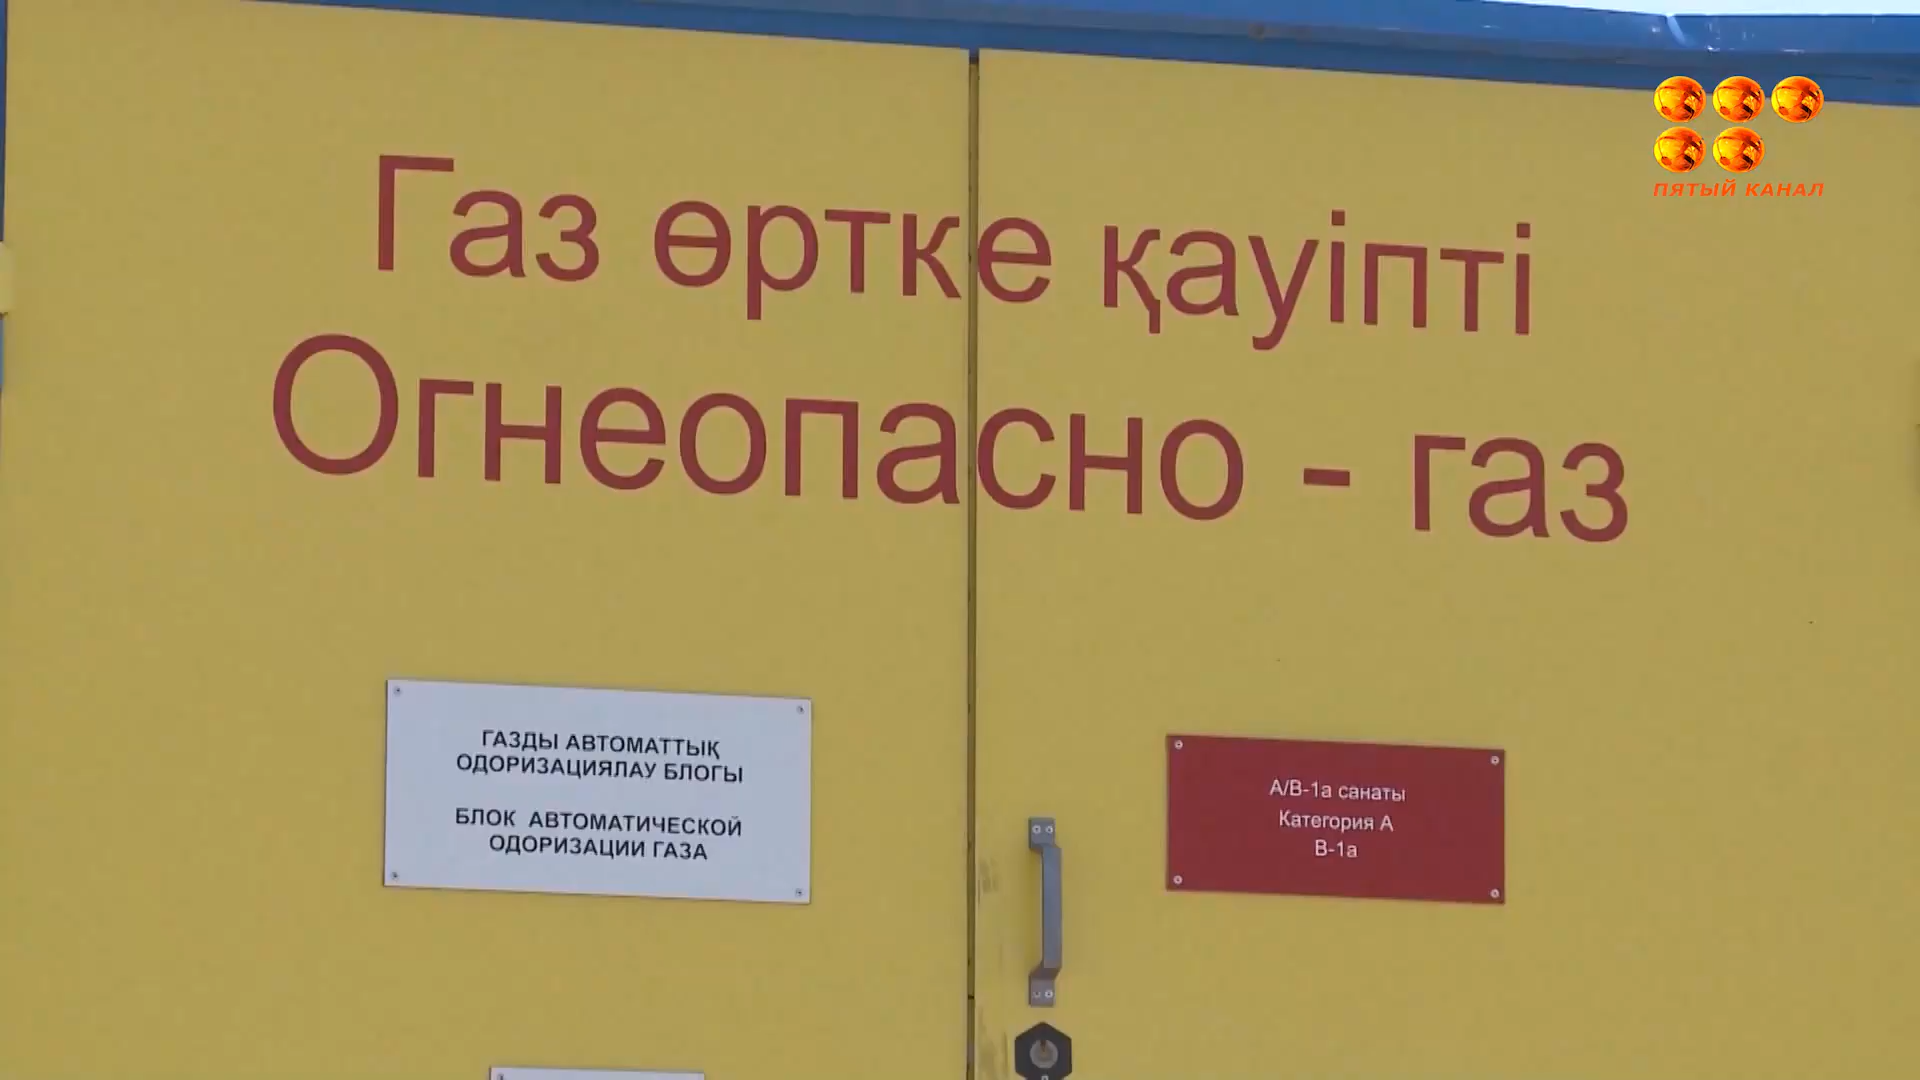 ПЯТЫЙ КАНАЛ
Газ өртке қауіпті
Огнеопасно - газ
ГАЗДЫ АВТОМАТТЫҚ
ОДОРИЗАЦИЯЛАУ БЛОГЫ
БЛОК АВТОМАТИЧЕСКОЙ
ОДОРИЗАЦИИ ГАЗА
А/В-1а санаты
Категория А
В-1а